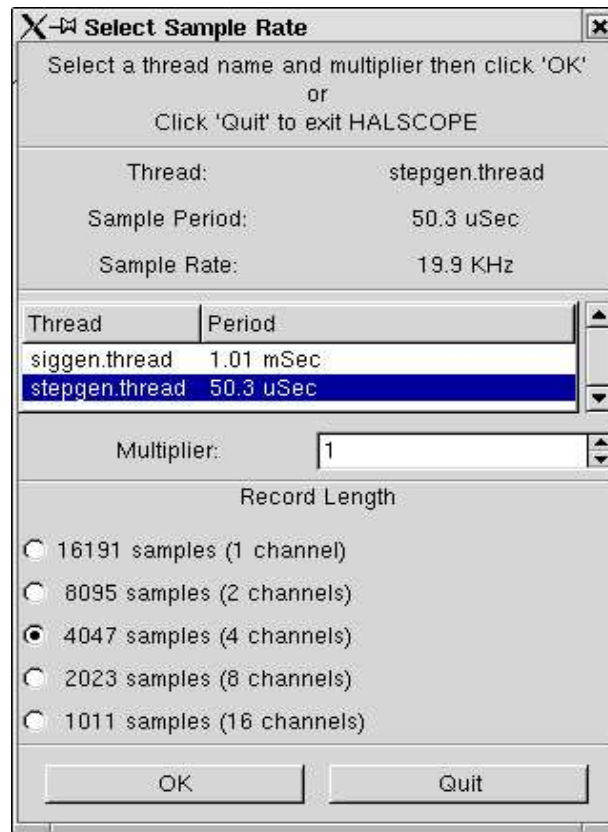 Select Sample Rate
Select a thread name and multiplier then click 'OK'
or
Click 'Quit' to exit HALSCOPE
Thread: stepgen.thread
Sample Period: 50.3 uSec
Sample Rate: 19.9 KHz
Thread Period
siggen.thread 1.01 mSec
stepgen.thread 50.3 uSec
Multiplier: 1
Record Length
16191 samples (1 channel)
8095 samples (2 channels)
4047 samples (4 channels)
2023 samples (8 channels)
1011 samples (16 channels)
OK Quit